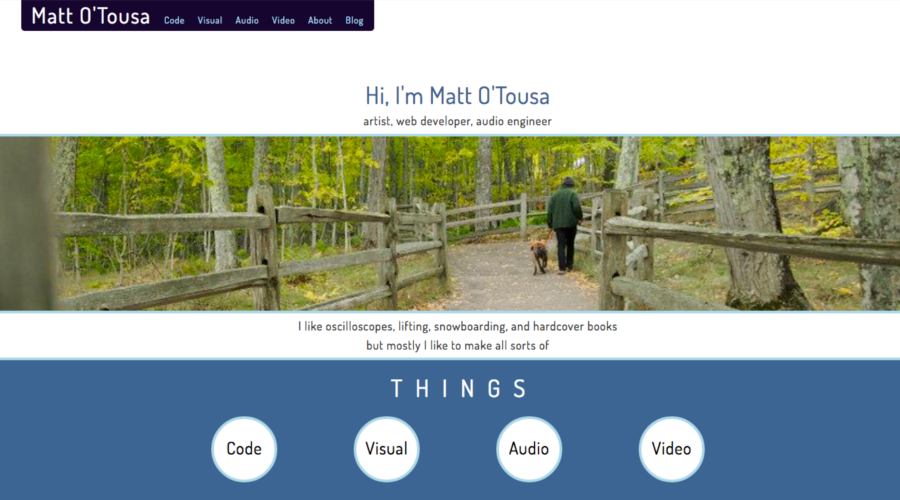 Matt O'Tousa Code Visual Audio Video About Blog
Hi, I'm Matt O'Tousa
artist, web developer, audio engineer
I like oscilloscopes, lifting, snowboarding, and hardcover books
but mostly I like to make all sorts of
THINGS
Code Visual Audio Video